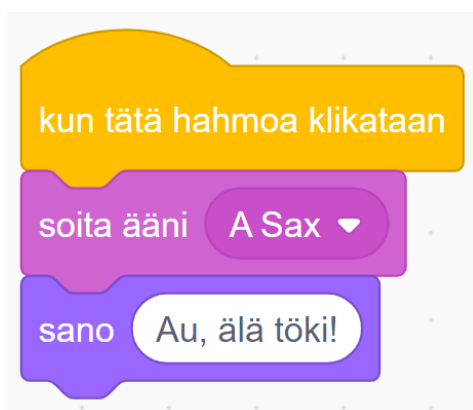 kun tätä hahmoa klikataan
soita ääni A Sax
sano Au, älä töki!